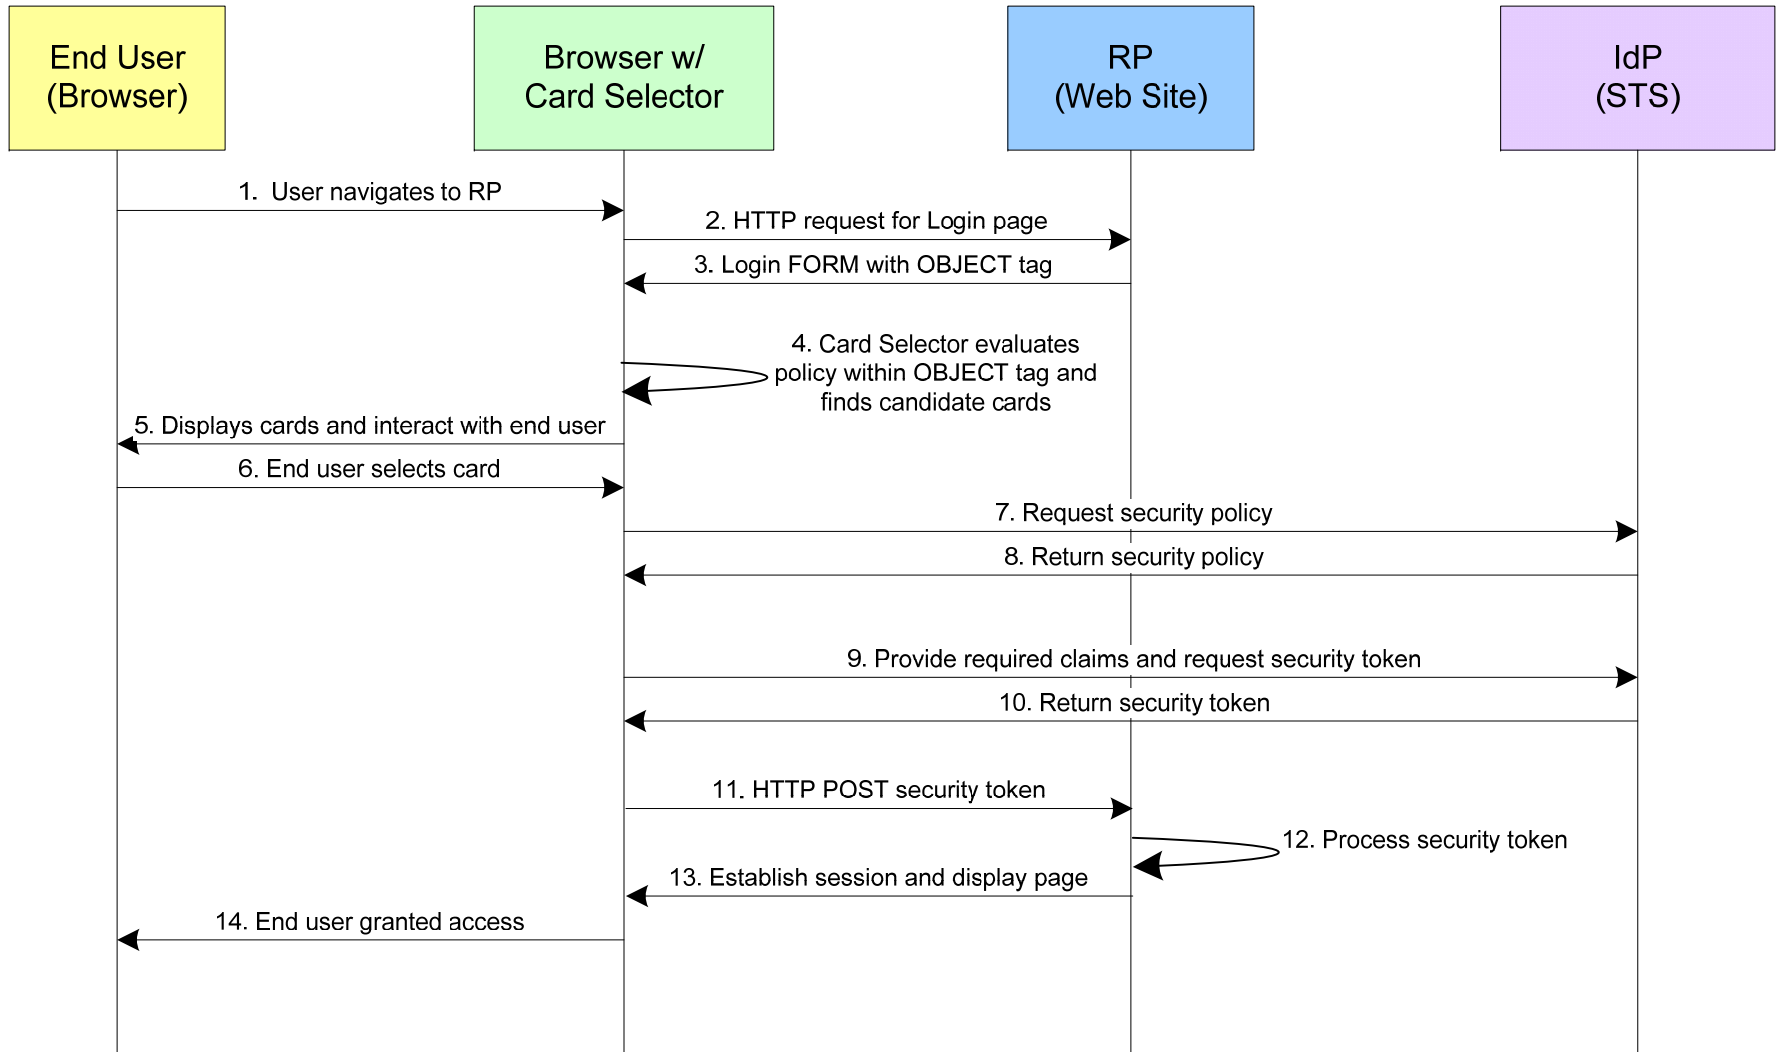 End User
(Browser)
Browser w/
Card Selector
RP
(Web Site)
IdP
(STS)
1.  User navigates to RP
2. HTTP request for Login page
3. Login FORM with OBJECT tag
4. Card Selector evaluates
policy within OBJECT tag and
finds candidate cards
5. Displays cards and interact with end user
6. End user selects card
7. Request security policy
8. Return security policy
9. Provide required claims and request security token
10. Return security token
11. HTTP POST security token
12. Process security token
13. Establish session and display page
14. End user granted access